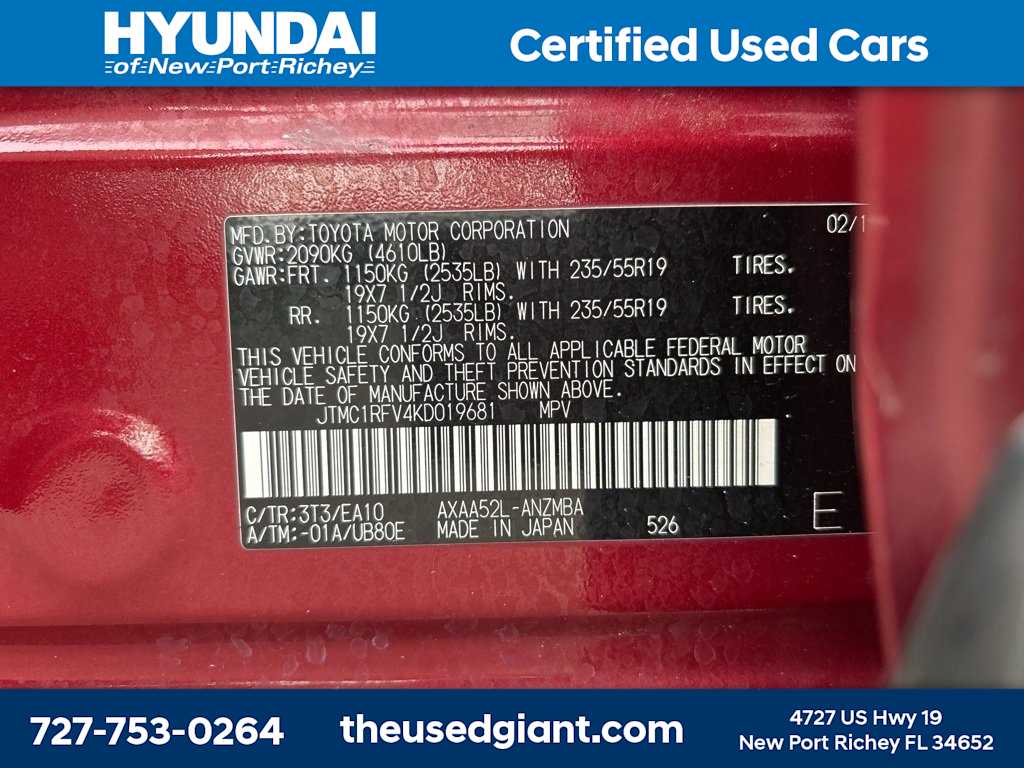 HYUNDAI
of New Port Richey
Certified Used Cars
MFD. BY: TOYOTA MOTOR CORPORATION 02/1
GVWR: 2090KG (4610LB)
GAWR: FRT. 1150KG (2535LB) WITH 235/55R19 TIRES.
19X7 1/2J RIMS.
RR. 1150KG (2535LB) WITH 235/55R19 TIRES.
19X7 1/2J RIMS.
THIS VEHICLE CONFORMS TO ALL APPLICABLE FEDERAL MOTOR
VEHICLE SAFETY AND THEFT PREVENTION STANDARDS IN EFFECT ON
THE DATE OF MANUFACTURE SHOWN ABOVE.
JTMC1RFV4KD019681 MPV
C/TR: 3T3/EA10 AXAA52L-ANZMBA
A/TM: -01A/UB80E MADE IN JAPAN 526 E
727-753-0264
theusedgiant.com
4727 US Hwy 19
New Port Richey FL 34652